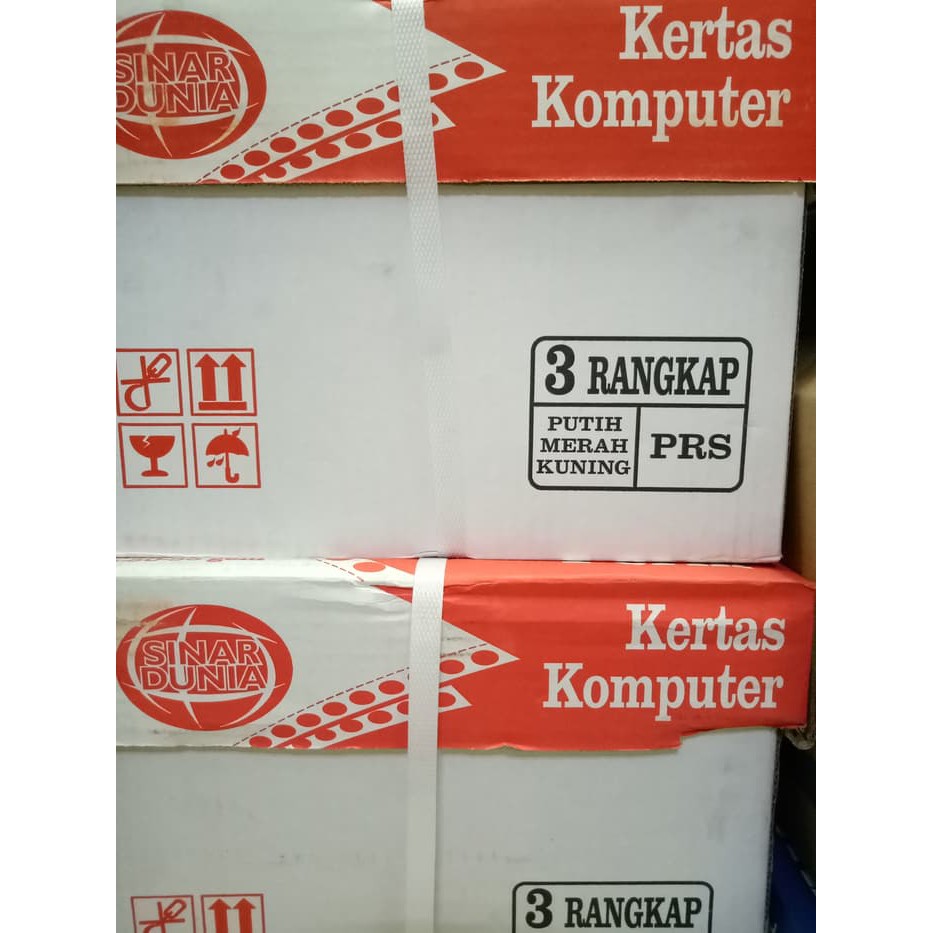 SINAR
DUNIA
Kertas
Komputer
3 RANGKAP
PUTIH
MERAH
KUNING
PRS
SINAR
DUNIA
Kertas
Komputer
3 RANGKAP